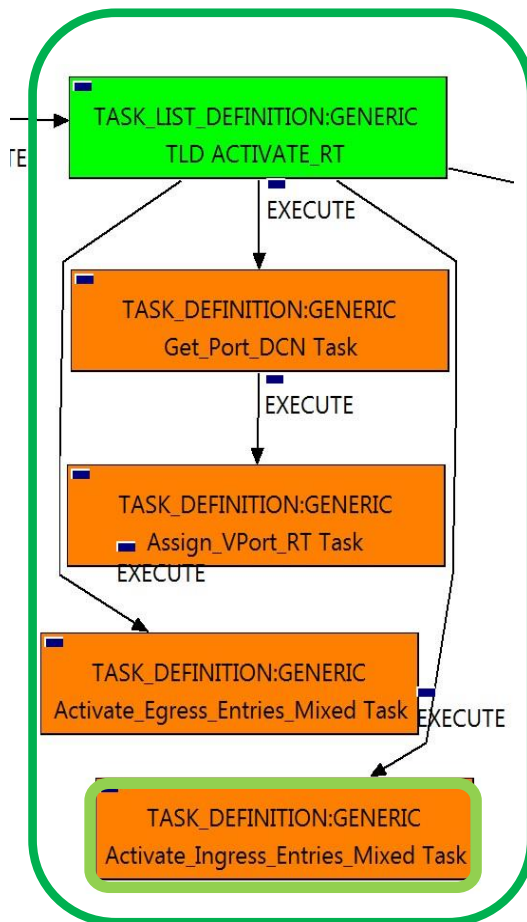 TASK_LIST_DEFINITION:GENERIC
TLD ACTIVATE_RT
TE
EXECUTE
TASK_DEFINITION:GENERIC
Get_Port_DCN Task
EXECUTE
TASK_DEFINITION:GENERIC
Assign_VPort_RT Task
EXECUTE
TASK_DEFINITION:GENERIC
Activate_Egress_Entries_Mixed Task
EXECUTE
TASK_DEFINITION:GENERIC
Activate_Ingress_Entries_Mixed Task